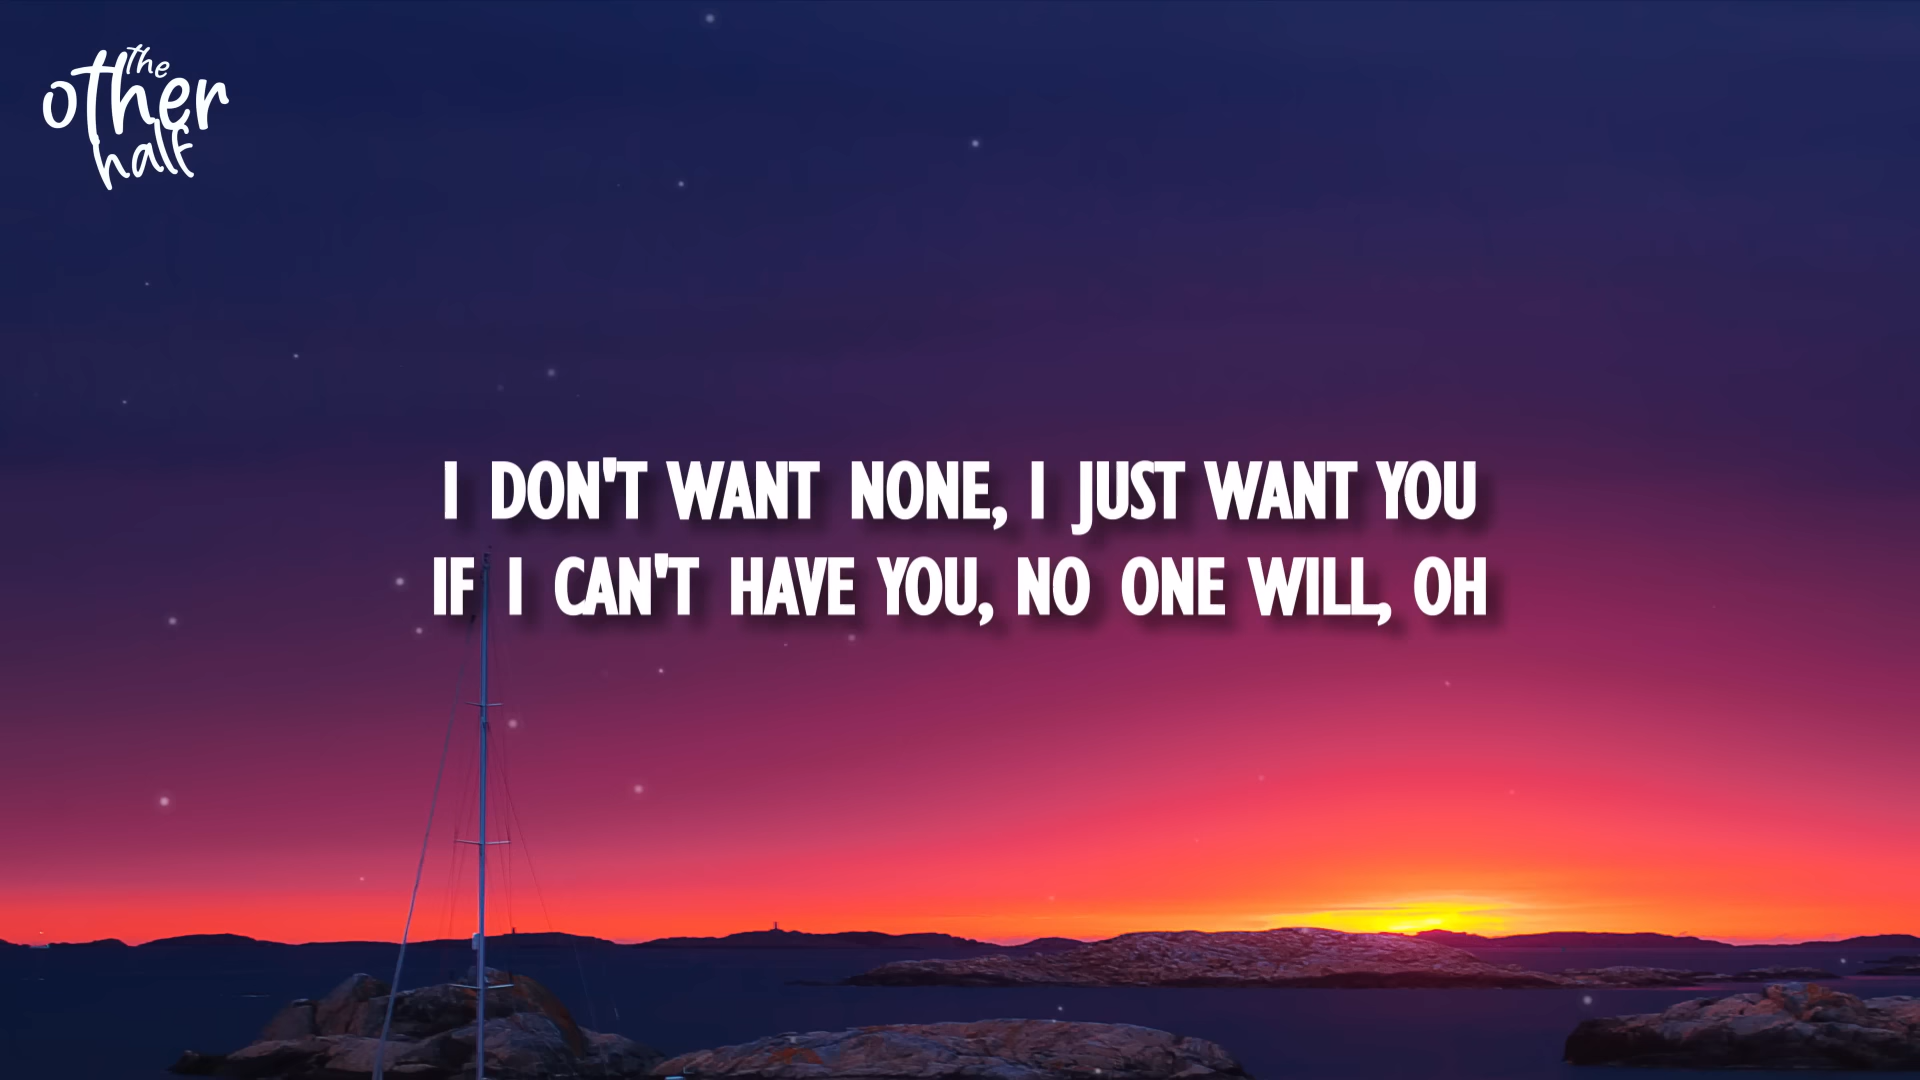 the
other
half
I DON'T WANT NONE, I JUST WANT YOU
IF I CAN'T HAVE YOU, NO ONE WILL, OH